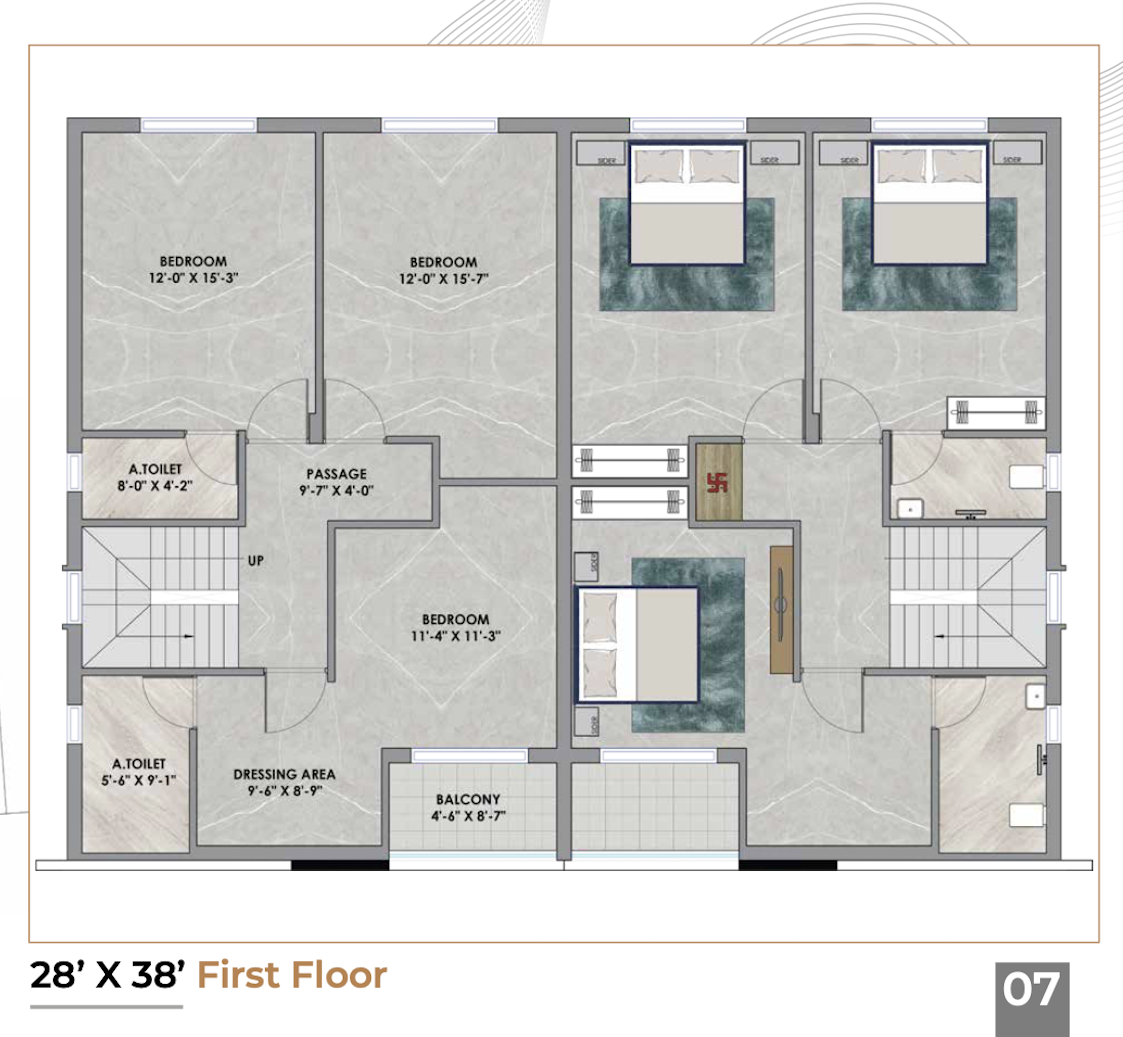 SIDER
SIDER
SIDER
SIDER
BEDROOM
12'-0" X 15'-3"
BEDROOM
12'-0" X 15'-7"
A.TOILET
8'-0" X 4'-2"
PASSAGE
9'-7" X 4'-0"
UP
SIDER
BEDROOM
11'-4" X 11'-3"
SIDER
A.TOILET
5'-6" X 9'-1"
DRESSING AREA
9'-6" X 8'-9"
BALCONY
4'-6" X 8'-7"
28’ X 38’ First Floor
07